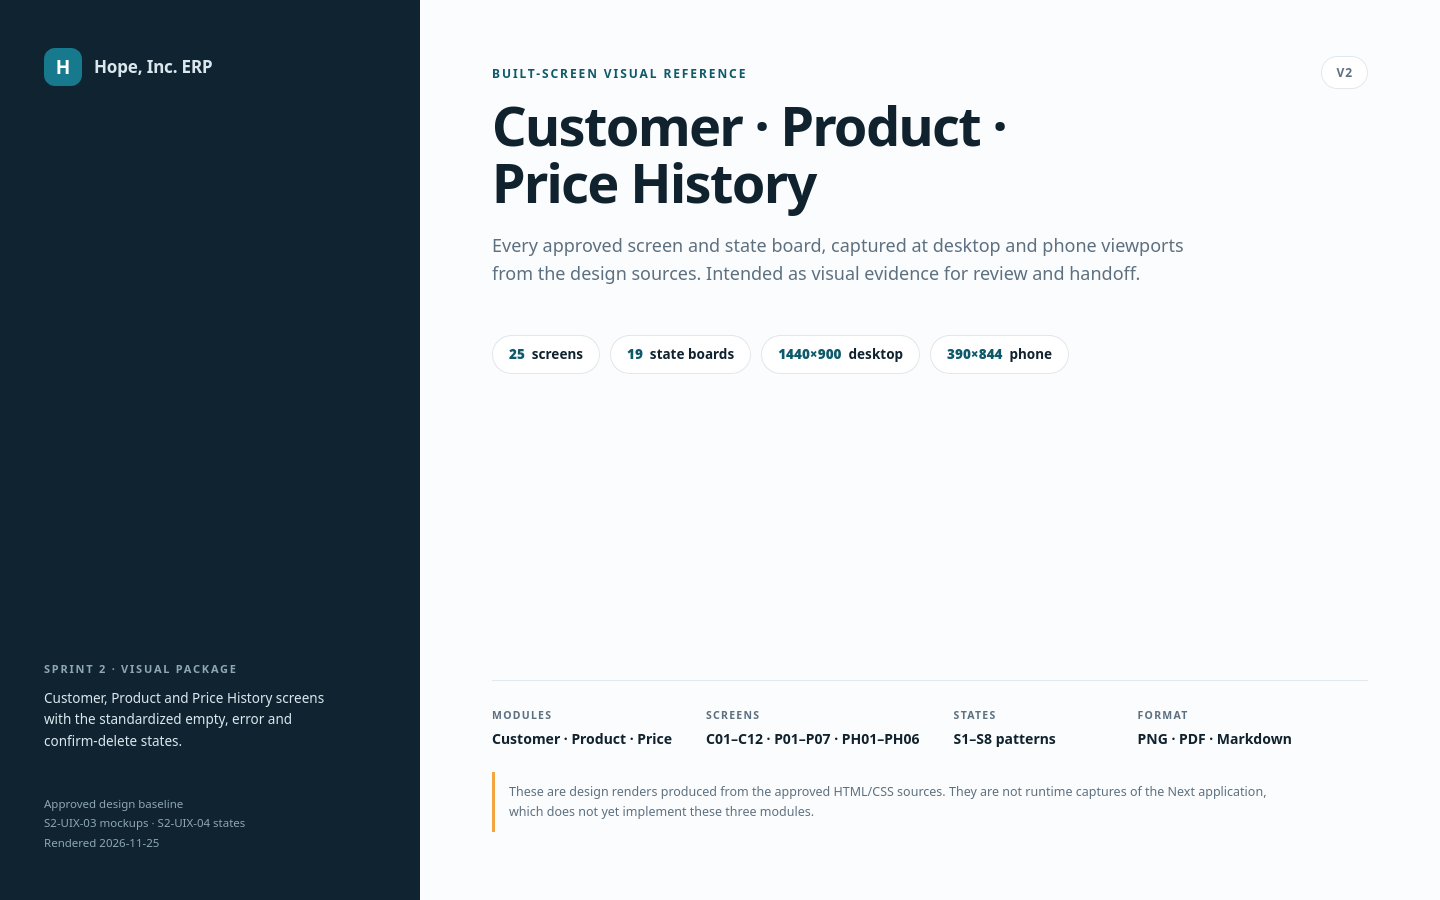 H
Hope, Inc. ERP
SPRINT 2 · VISUAL PACKAGE
Customer, Product and Price History screens
with the standardized empty, error and
confirm-delete states.
Approved design baseline
S2-UIX-03 mockups · S2-UIX-04 states
Rendered 2026-11-25
BUILT-SCREEN VISUAL REFERENCE
V2
Customer · Product ·
Price History
Every approved screen and state board, captured at desktop and phone viewports
from the design sources. Intended as visual evidence for review and handoff.
25 screens
19 state boards
1440×900 desktop
390×844 phone
MODULES
Customer · Product · Price
SCREENS
C01–C12 · P01–P07 · PH01–PH06
STATES
S1–S8 patterns
FORMAT
PNG · PDF · Markdown
These are design renders produced from the approved HTML/CSS sources. They are not runtime captures of the Next application,
which does not yet implement these three modules.